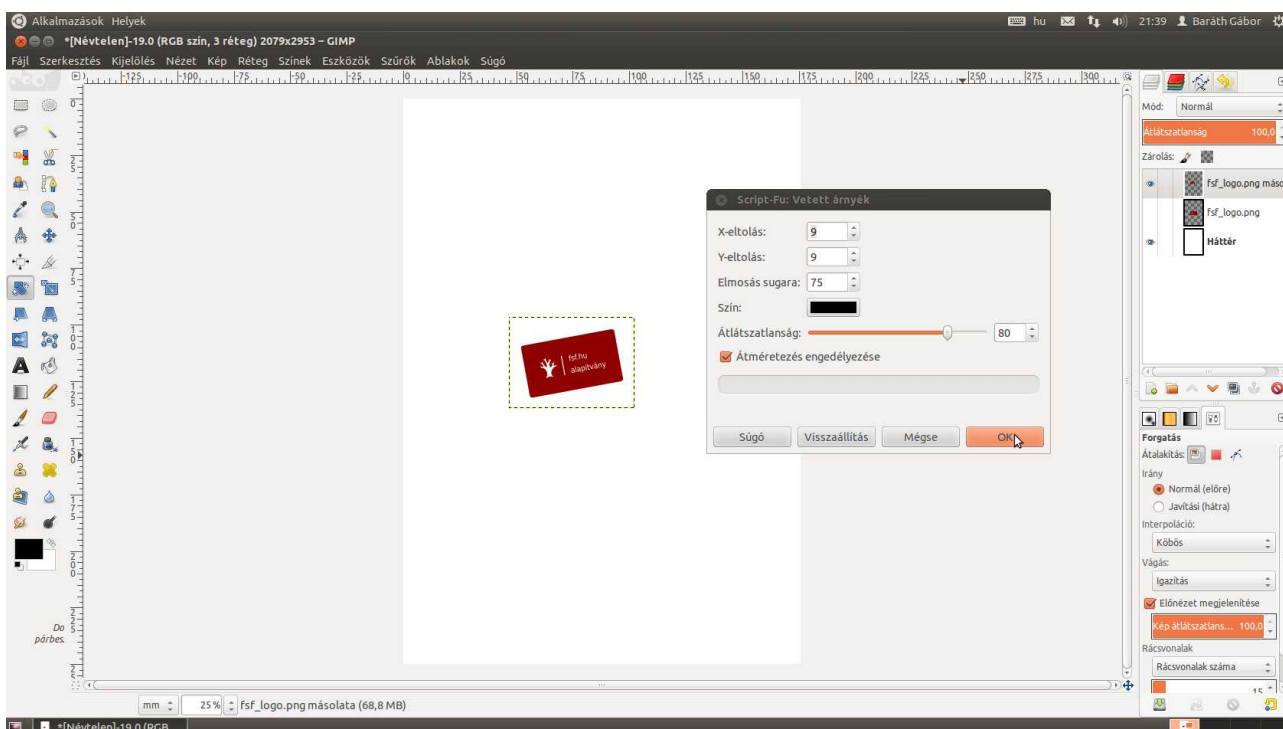 Alkalmazások Helyek
hu
21:39 Baráth Gábor
*[Névtelen]-19.0 (RGB szín, 3 réteg) 2079x2953 – GIMP
Fájl Szerkesztés Kijelölés Nézet Kép Réteg Színek Eszközök Szűrők Ablakok Súgó
Mód: Normál
Átlátszatlanság 100,0
Zárolás:
fsf_logo.png máso
fsf_logo.png
Háttér
Script-Fu: Vetett árnyék
X-eltolás: 9
Y-eltolás: 9
Elmosás sugara: 75
Szín:
Átlátszatlanság: 80
Átméretezés engedélyezése
Súgó Visszaállítás Mégse OK
fsf.hu
alapítvány
Forgatás
Átalakítás:
Irány
Normál (előre)
Javítási (hátra)
Interpoláció:
Köbös
Vágás:
Igazítás
Előnézet megjelenítése
Kép átlátszatlans... 100,0
Rácsvonalak
Rácsvonalak száma
15
Do
párbes
mm 25 % fsf_logo.png másolata (68,8 MB)
*[Névtelen]-19.0 (RGB